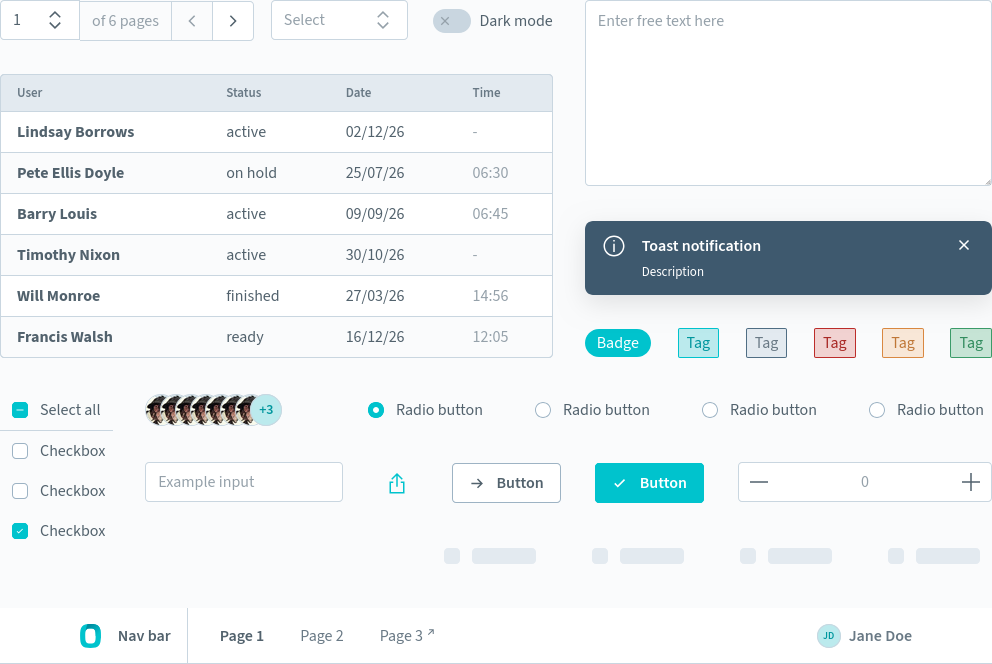 1 of 6 pages Select Dark mode Enter free text here
User Status Date Time
Lindsay Borrows active 02/12/26 -
Pete Ellis Doyle on hold 25/07/26 06:30
Barry Louis active 09/09/26 06:45
Timothy Nixon active 30/10/26 -
Will Monroe finished 27/03/26 14:56
Francis Walsh ready 16/12/26 12:05
Toast notification
Description
Badge Tag Tag Tag Tag Tag
Select all +3 Radio button Radio button Radio button Radio button
Checkbox
Checkbox
Checkbox
Example input Button Button 0
Nav bar Page 1 Page 2 Page 3 ↗ JD Jane Doe